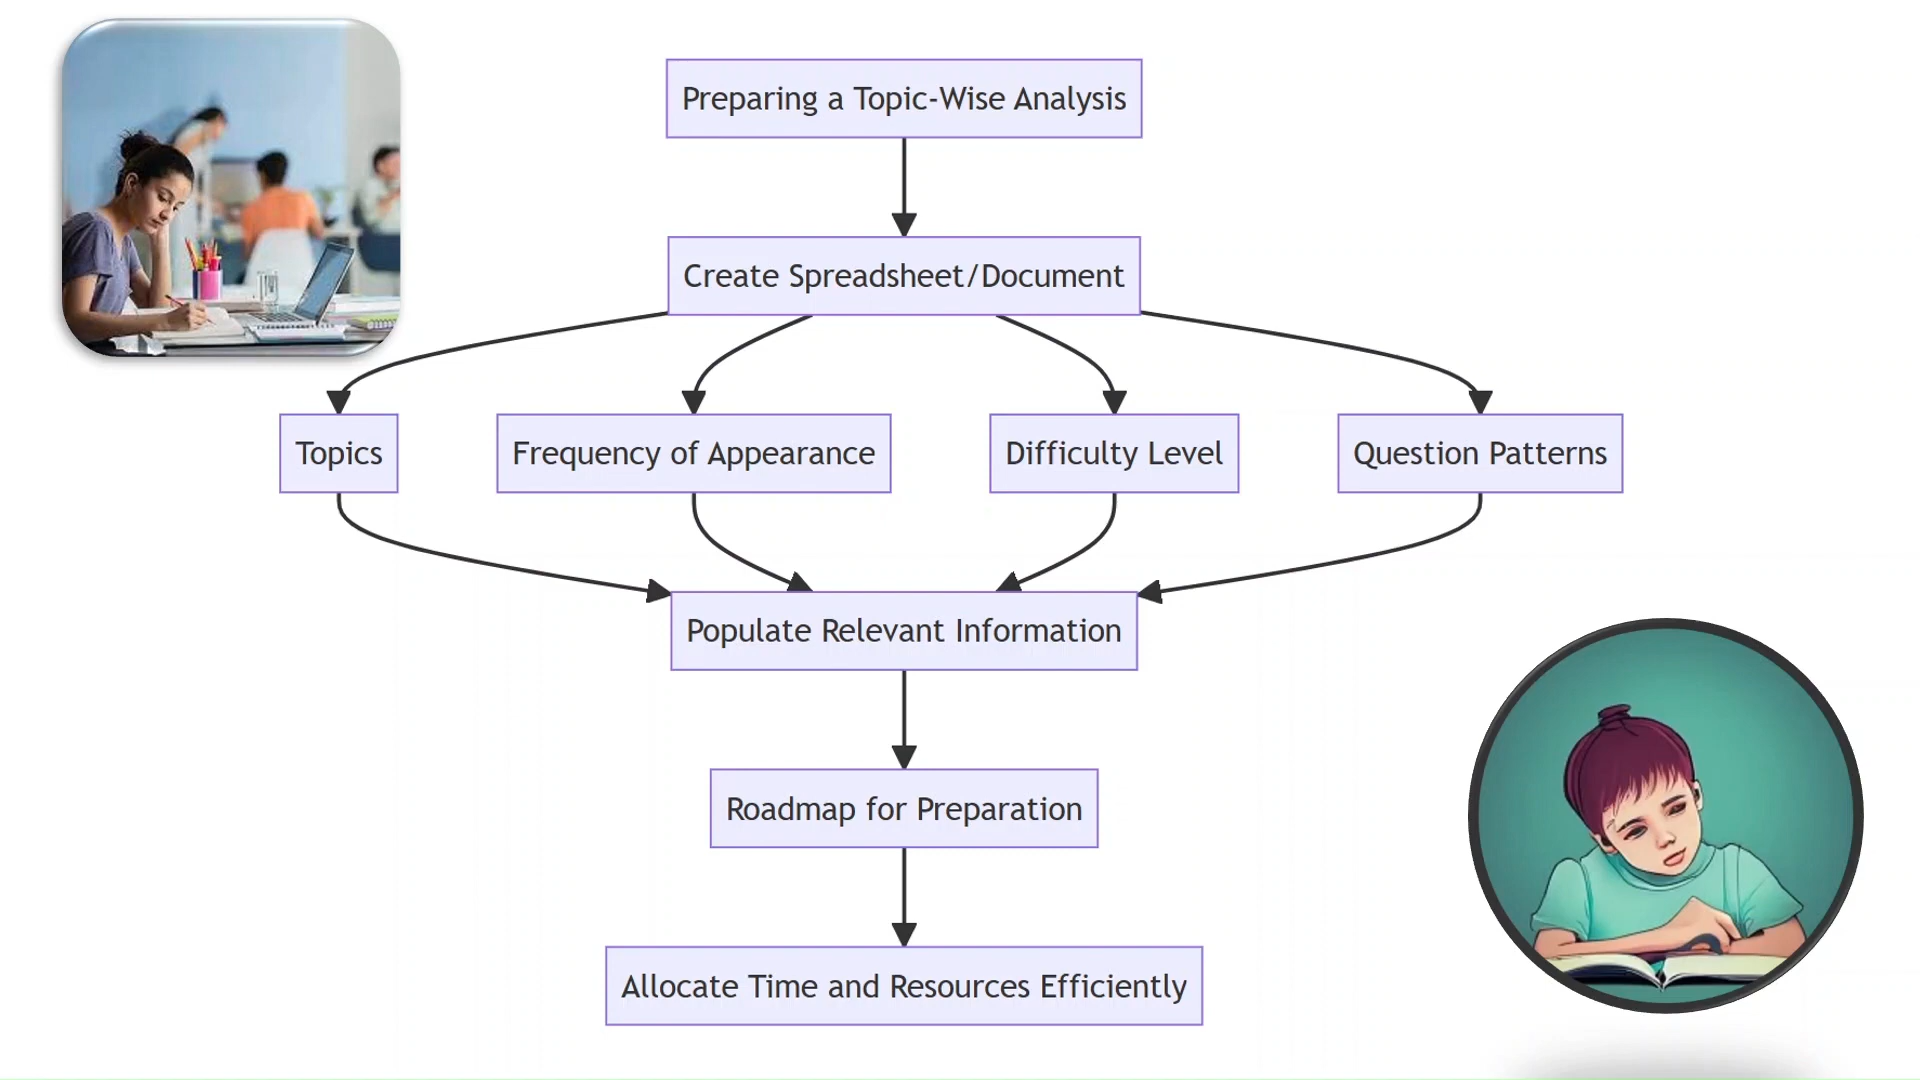 Preparing a Topic-Wise Analysis
Create Spreadsheet/Document
Topics
Frequency of Appearance
Difficulty Level
Question Patterns
Populate Relevant Information
Roadmap for Preparation
Allocate Time and Resources Efficiently